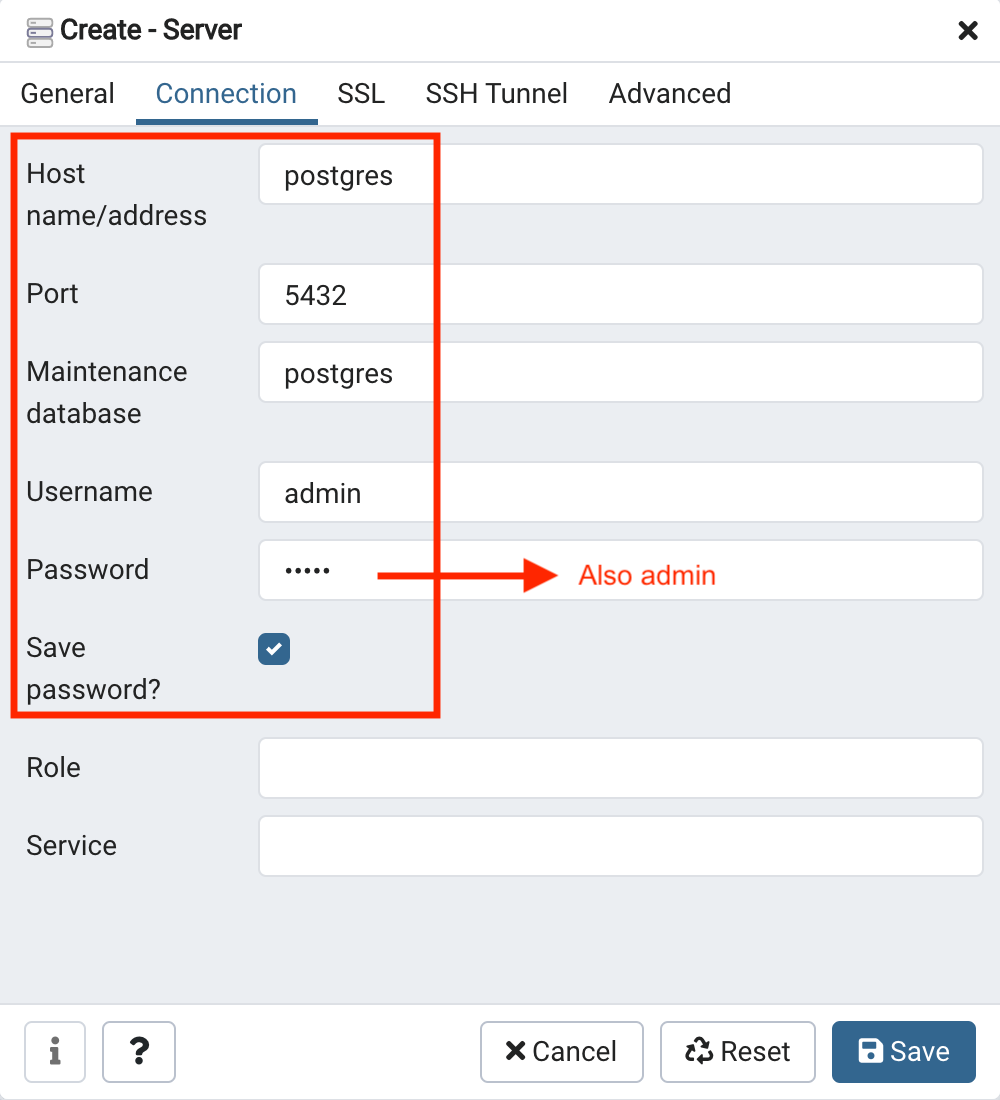 Create - Server
General Connection SSL SSH Tunnel Advanced
Host
name/address
postgres
Port
5432
Maintenance
database
postgres
Username
admin
Password
•••••
Also admin
Save
password?
Role
Service
Cancel
Reset
Save